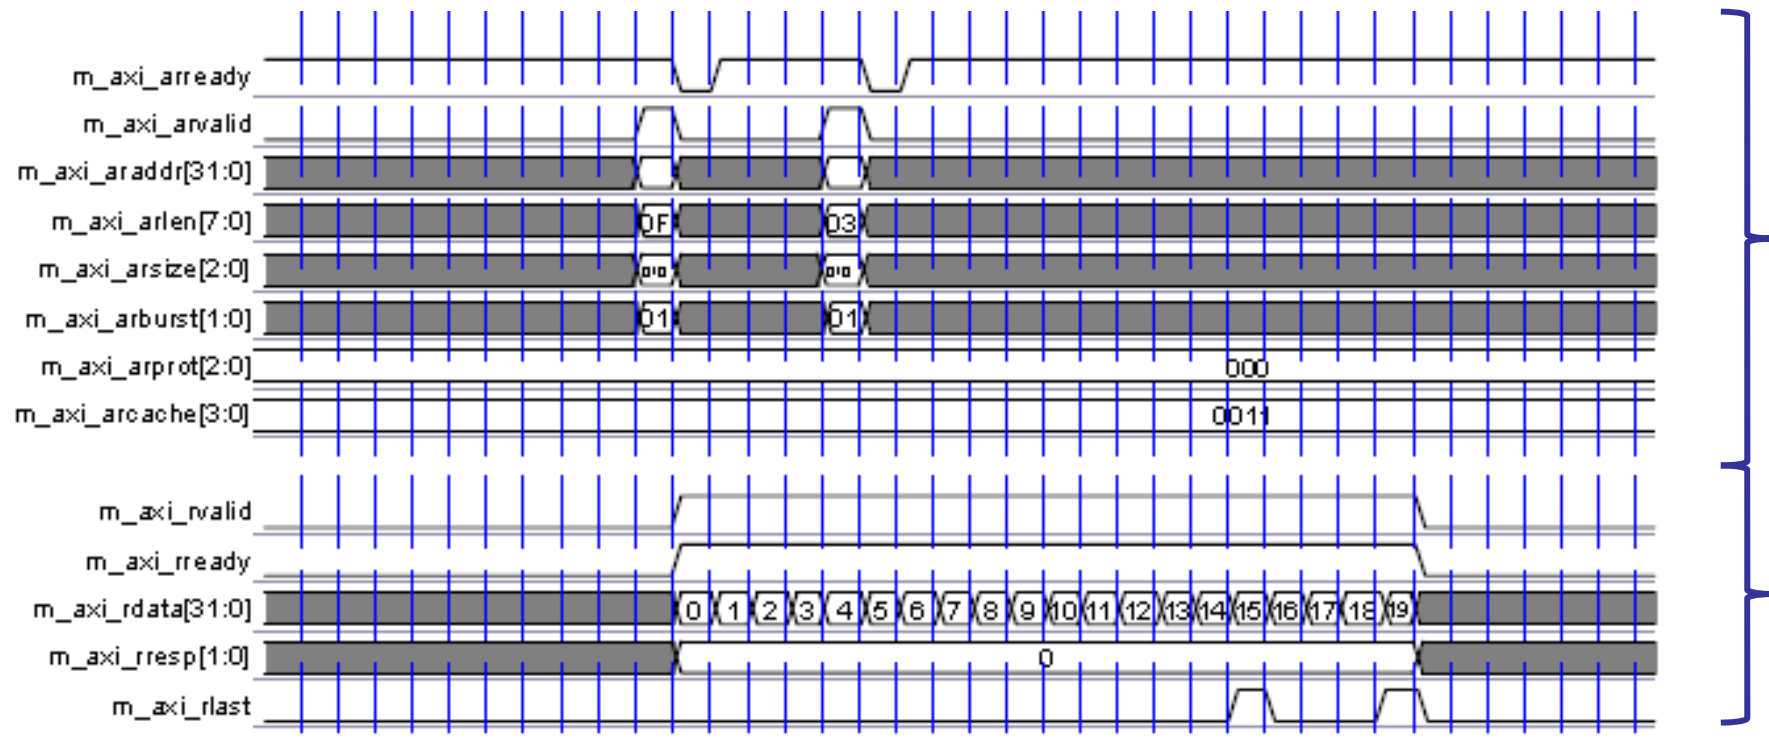 m_axi_arready
m_axi_arvalid
m_axi_araddr[31:0]
m_axi_arlen[7:0] 0F 03
m_axi_arsize[2:0] 010 010
m_axi_arburst[1:0] 01 01
m_axi_arprot[2:0] 000
m_axi_arcache[3:0] 0011
m_axi_rvalid
m_axi_rready
m_axi_rdata[31:0] 0 1 2 3 4 5 6 7 8 9 10 11 12 13 14 15 16 17 18 19
m_axi_rresp[1:0] 0
m_axi_rlast